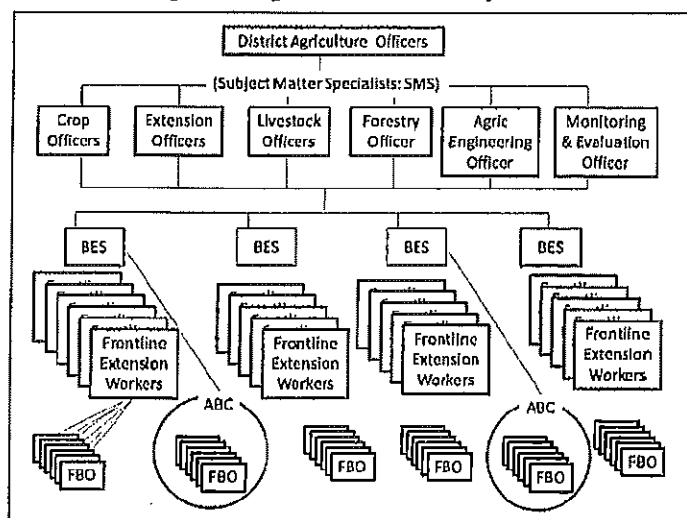 District Agriculture Officers
(Subject Matter Specialists: SMS)
Crop
Officers
Extension
Officers
Livestock
Officers
Forestry
Officer
Agric
Engineering
Officer
Monitoring
& Evaluation
Officer
BES
BES
BES
BES
Frontline
Extension
Workers
Frontline
Extension
Workers
Frontline
Extension
Workers
Frontline
Extension
Workers
ABC
ABC
FBO
FBO
FBO
FBO
FBO
FBO